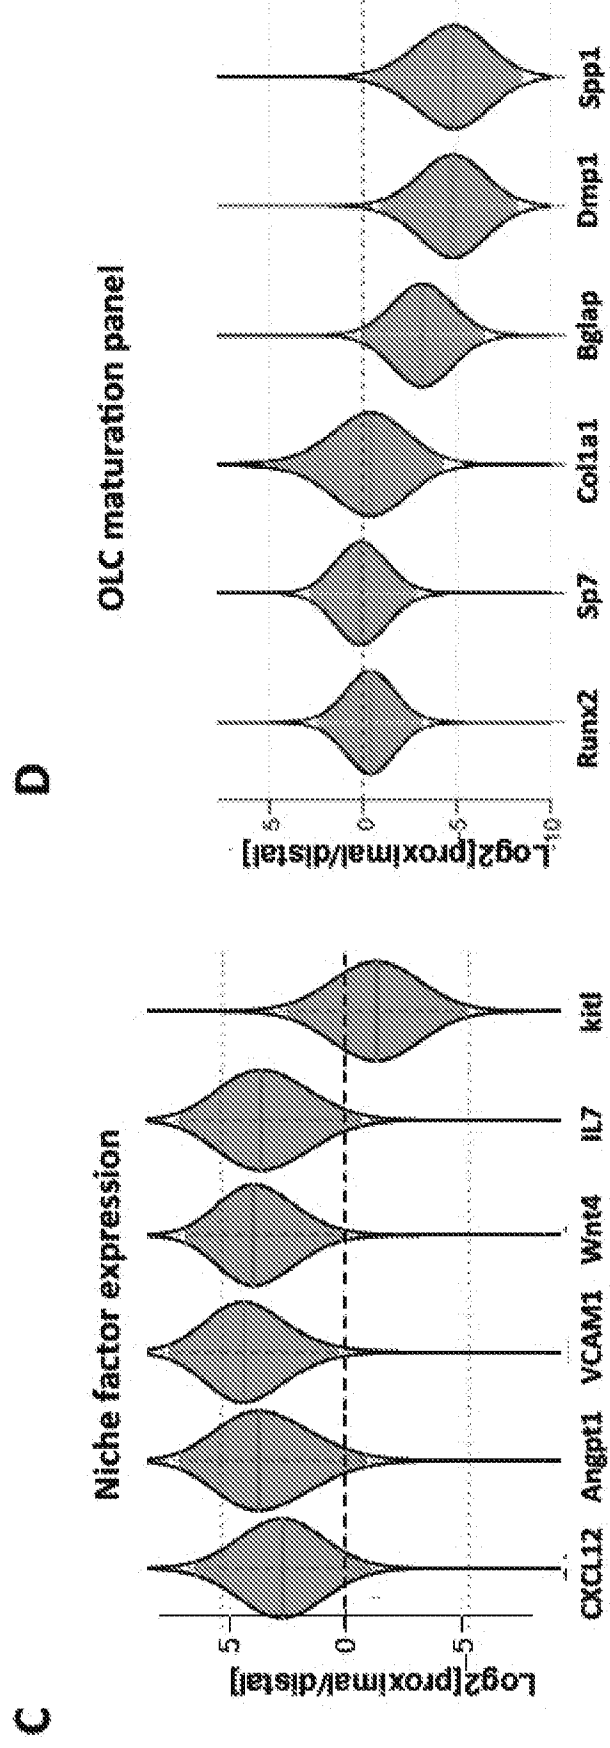 C
Niche factor expression
Log2[proximal/distal]
5
0
-5
CXCL12
Angpt1
VCAM1
Wnt4
IL7
kitl
D
OLC maturation panel
Log2[proximal/distal]
5
0
-5
-10
Runx2
Sp7
Col1a1
Bglap
Dmp1
Spp1